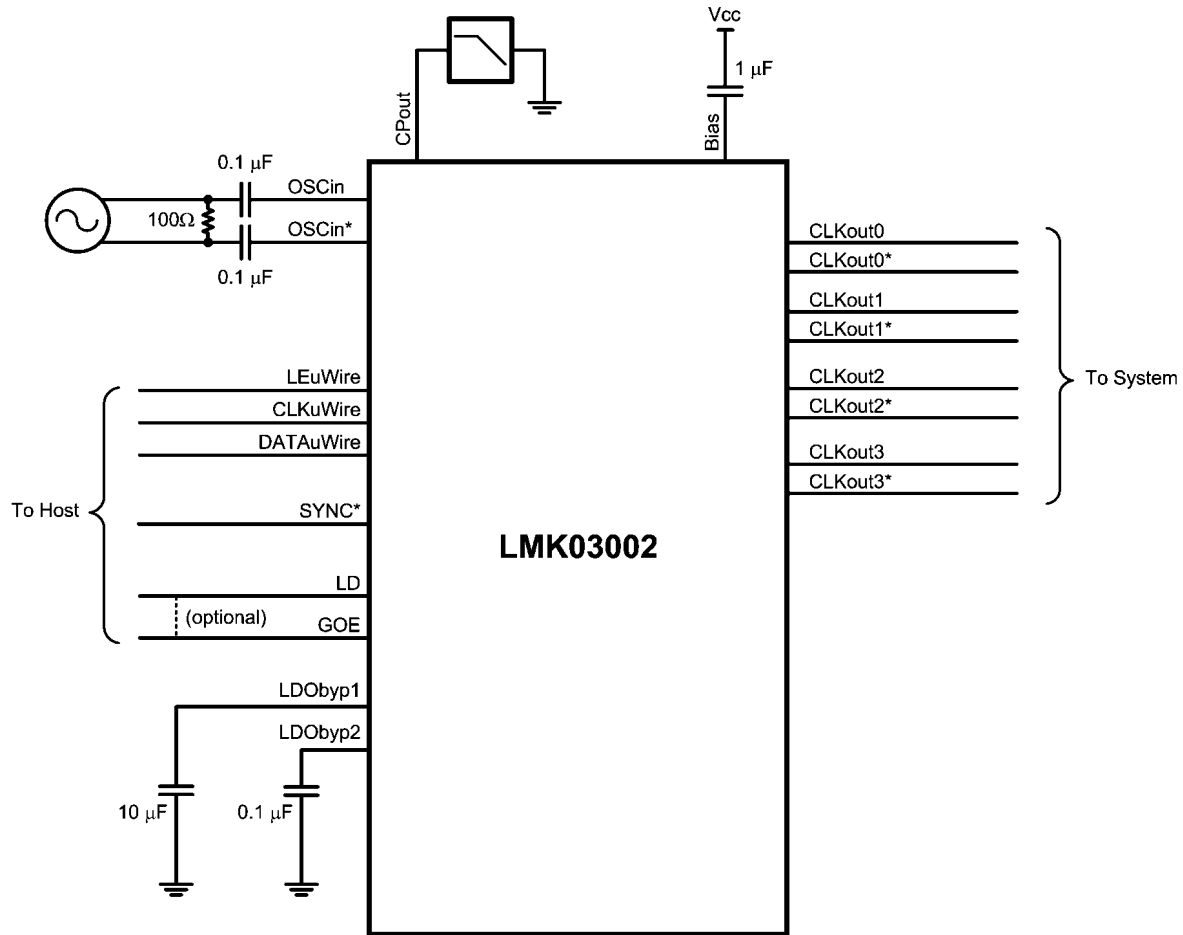 Vcc
1 µF
CPout
Bias
0.1 µF
OSCin
100Ω
OSCin*
0.1 µF
CLKout0
CLKout0*
CLKout1
CLKout1*
CLKout2
CLKout2*
CLKout3
CLKout3*
To System
LEuWire
CLKuWire
DATAuWire
To Host
SYNC*
LMK03002
LD
(optional)
GOE
LDObyp1
LDObyp2
10 µF
0.1 µF